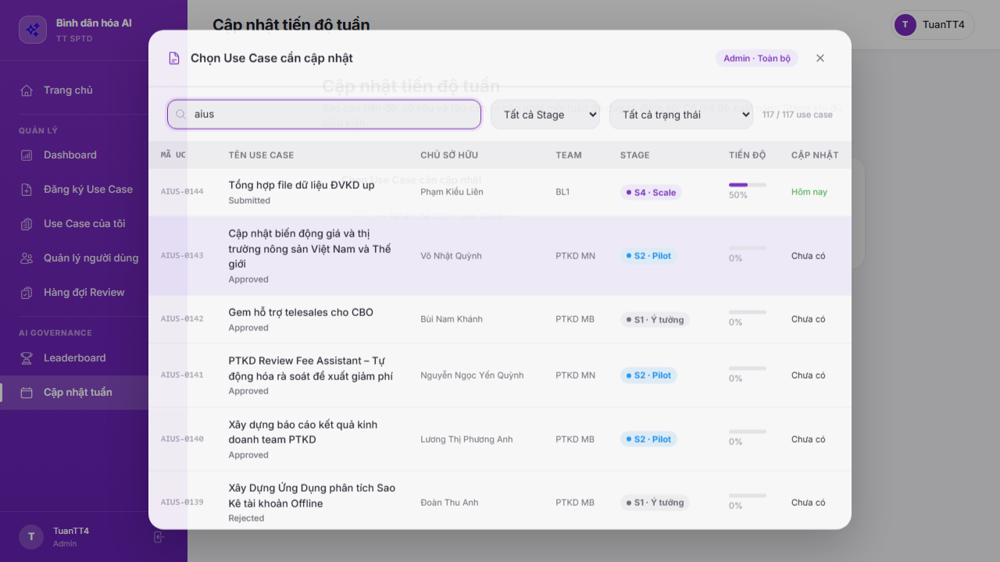 Bình dân hóa AI
TT SPTD
Trang chủ
QUẢN LÝ
Dashboard
Đăng ký Use Case
Use Case của tôi
Quản lý người dùng
Hàng đợi Review
AI GOVERNANCE
Leaderboard
Cập nhật tuần
T
TuanTT4
Admin
Cập nhật tiến độ tuần
T
TuanTT4
Chọn Use Case cần cập nhật
Admin · Toàn bộ
Cập nhật tiến độ tuần
aius
Tất cả Stage
Tất cả trạng thái
117 / 117 use case
MÃ UC
TÊN USE CASE
CHỦ SỞ HỮU
TEAM
STAGE
TIẾN ĐỘ
CẬP NHẬT
AIUS-0144
Tổng hợp file dữ liệu ĐVKD up
Submitted
Phạm Kiều Liên
BL1
S4 · Scale
50%
Hôm nay
Chọn Use Case cần cập nhật
AIUS-0143
Cập nhật biến động giá và thị
trường nông sản Việt Nam và Thế
giới
Approved
Võ Nhật Quỳnh
PTKD MN
S2 · Pilot
0%
Chưa có
AIUS-0142
Gem hỗ trợ telesales cho CBO
Approved
Bùi Nam Khánh
PTKD MB
S1 · Ý tưởng
0%
Chưa có
AIUS-0141
PTKD Review Fee Assistant – Tự
động hóa rà soát đề xuất giảm phí
Approved
Nguyễn Ngọc Yến Quỳnh
PTKD MN
S2 · Pilot
0%
Chưa có
AIUS-0140
Xây dựng báo cáo kết quả kinh
doanh team PTKD
Approved
Lương Thị Phương Anh
PTKD MB
S2 · Pilot
0%
Chưa có
AIUS-0139
Xây Dựng Ứng Dụng phân tích Sao
Kê tài khoản Offline
Rejected
Đoàn Thu Anh
PTKD MB
S1 · Ý tưởng
0%
Chưa có